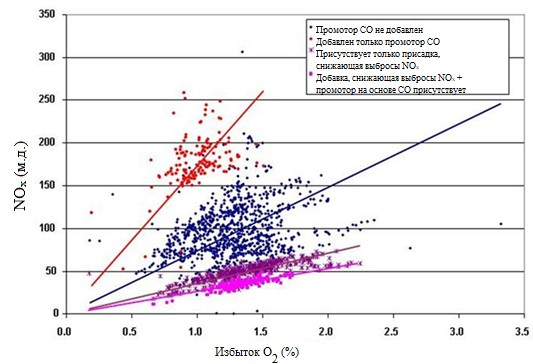 350
300
250
200
150
100
50
0
0.0 0.5 1.0 1.5 2.0 2.5 3.0 3.5
NOx (м.д.)
Избыток O2 (%)
Промотор CO не добавлен
Добавлен только промотор CO
Присутствует только присадка,
снижающая выбросы NOx
Добавка, снижающая выбросы NOx +
промотор на основе CO присутствует